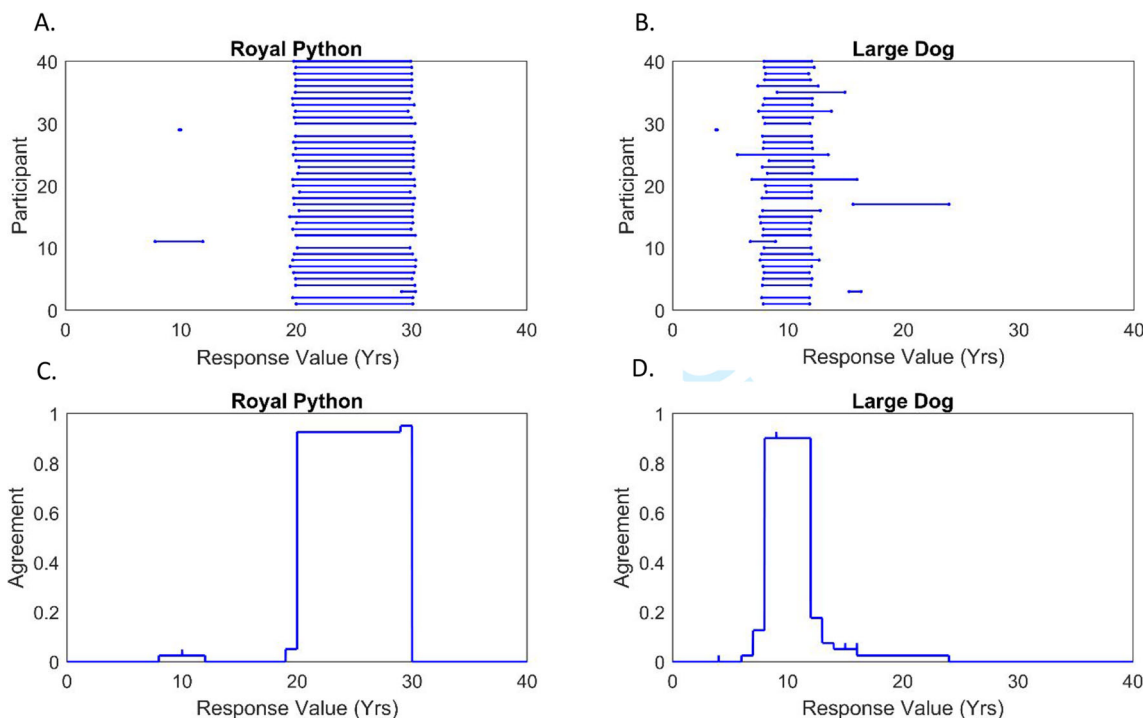 A.
Royal Python
40
30
20
10
0
Participant
0 10 20 30 40
Response Value (Yrs)
B.
Large Dog
40
30
20
10
0
Participant
0 10 20 30 40
Response Value (Yrs)
C.
Royal Python
1
0.8
0.6
0.4
0.2
0
Agreement
0 10 20 30 40
Response Value (Yrs)
D.
Large Dog
1
0.8
0.6
0.4
0.2
0
Agreement
0 10 20 30 40
Response Value (Yrs)